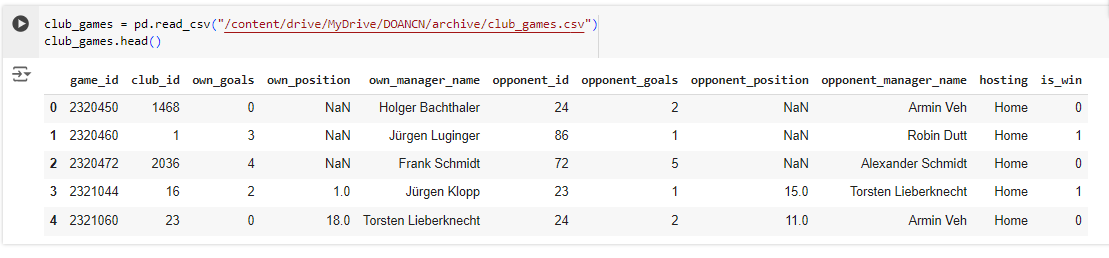 club_games = pd.read_csv("/content/drive/MyDrive/DOANCN/archive/club_games.csv")
club_games.head()
game_id club_id own_goals own_position own_manager_name opponent_id opponent_goals opponent_position opponent_manager_name hosting is_win
0 2320450 1468 0 NaN Holger Bachthaler 24 2 NaN Armin Veh Home 0
1 2320460 1 3 NaN Jürgen Luginger 86 1 NaN Robin Dutt Home 1
2 2320472 2036 4 NaN Frank Schmidt 72 5 NaN Alexander Schmidt Home 0
3 2321044 16 2 1.0 Jürgen Klopp 23 1 15.0 Torsten Lieberknecht Home 1
4 2321060 23 0 18.0 Torsten Lieberknecht 24 2 11.0 Armin Veh Home 0